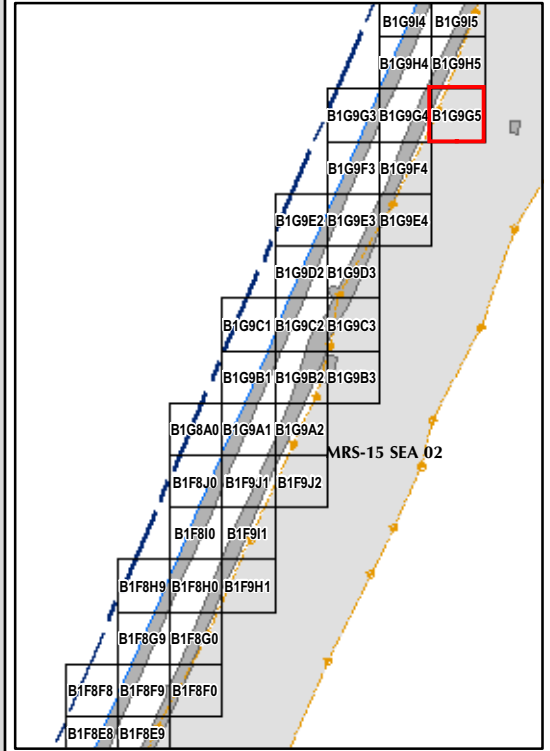 B1G9I4 B1G9I5
B1G9H4 B1G9H5
B1G9G3 B1G9G4 B1G9G5
B1G9F3 B1G9F4
B1G9E2 B1G9E3 B1G9E4
B1G9D2 B1G9D3
B1G9C1 B1G9C2 B1G9C3
B1G9B1 B1G9B2 B1G9B3
B1G8A0 B1G9A1 B1G9A2
MRS-15 SEA 02
B1F8J0 B1F9J1 B1F9J2
B1F8I0 B1F9I1
B1F8H9 B1F8H0 B1F9H1
B1F8G9 B1F8G0
B1F8F8 B1F8F9 B1F8F0
B1F8E8 B1F8E9